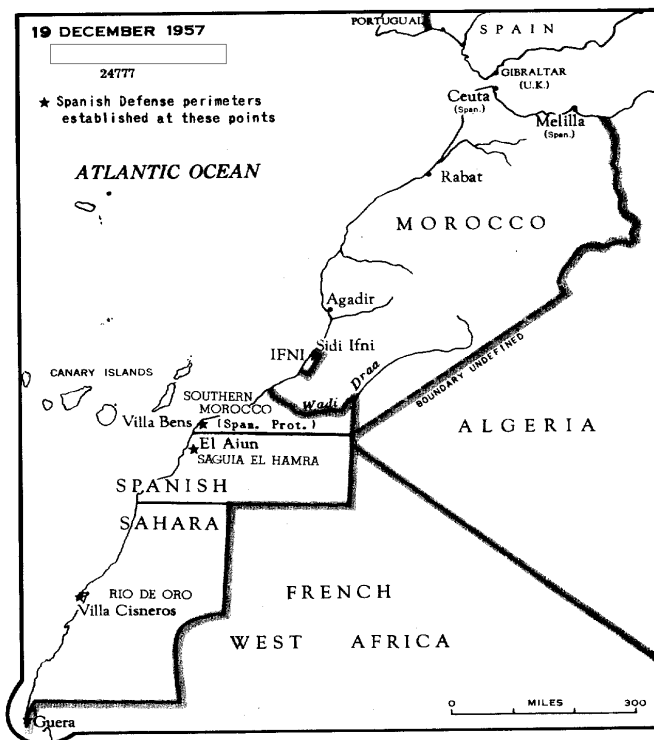 19 DECEMBER 1957
24777
★ Spanish Defense perimeters
established at these points
PORTUGUAL
SPAIN
GIBRALTAR
(U.K.)
Ceuta
(Span.)
Melilla
(Span.)
ATLANTIC OCEAN
Rabat
MOROCCO
Agadir
Sidi Ifni
IFNI
Draa
Wadi
BOUNDARY UNDEFINED
CANARY ISLANDS
SOUTHERN
MOROCCO
(Span. Prot.)
Villa Bens
ALGERIA
El Aiun
SAGUIA EL HAMRA
SPANISH
SAHARA
RIO DE ORO
Villa Cisneros
FRENCH
WEST AFRICA
0 MILES 300
Guera